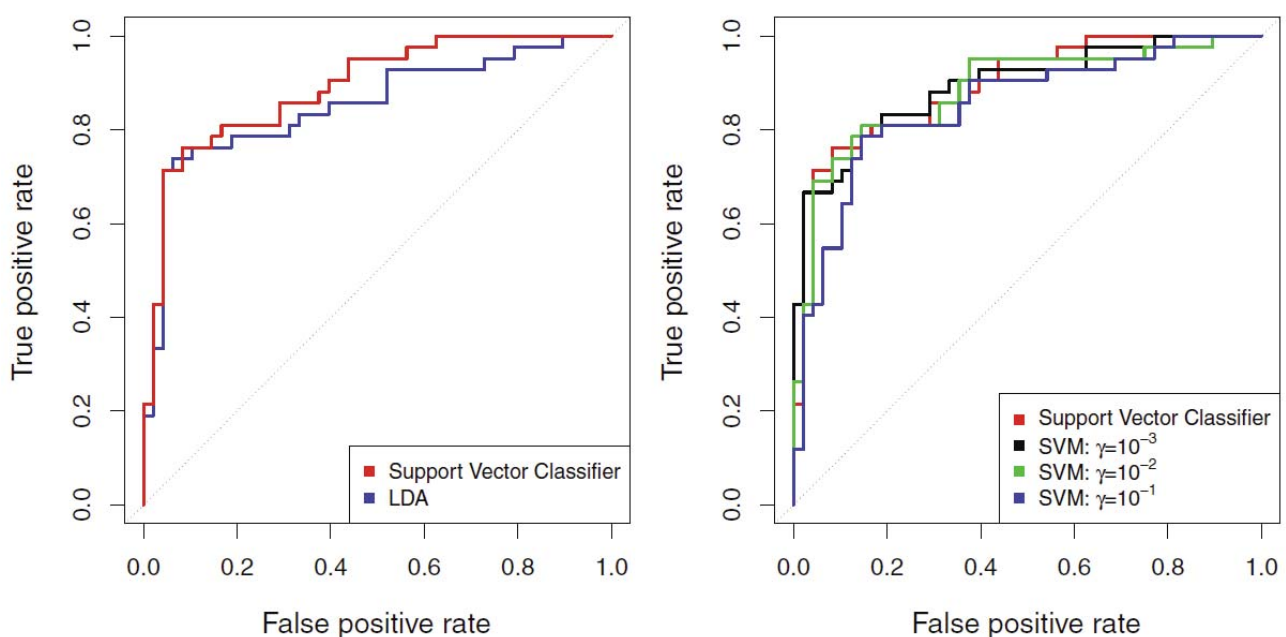 True positive rate
0.0
0.2
0.4
0.6
0.8
1.0
Support Vector Classifier
LDA
0.0 0.2 0.4 0.6 0.8 1.0
False positive rate
True positive rate
0.0
0.2
0.4
0.6
0.8
1.0
Support Vector Classifier
SVM: γ=10⁻³
SVM: γ=10⁻²
SVM: γ=10⁻¹
0.0 0.2 0.4 0.6 0.8 1.0
False positive rate